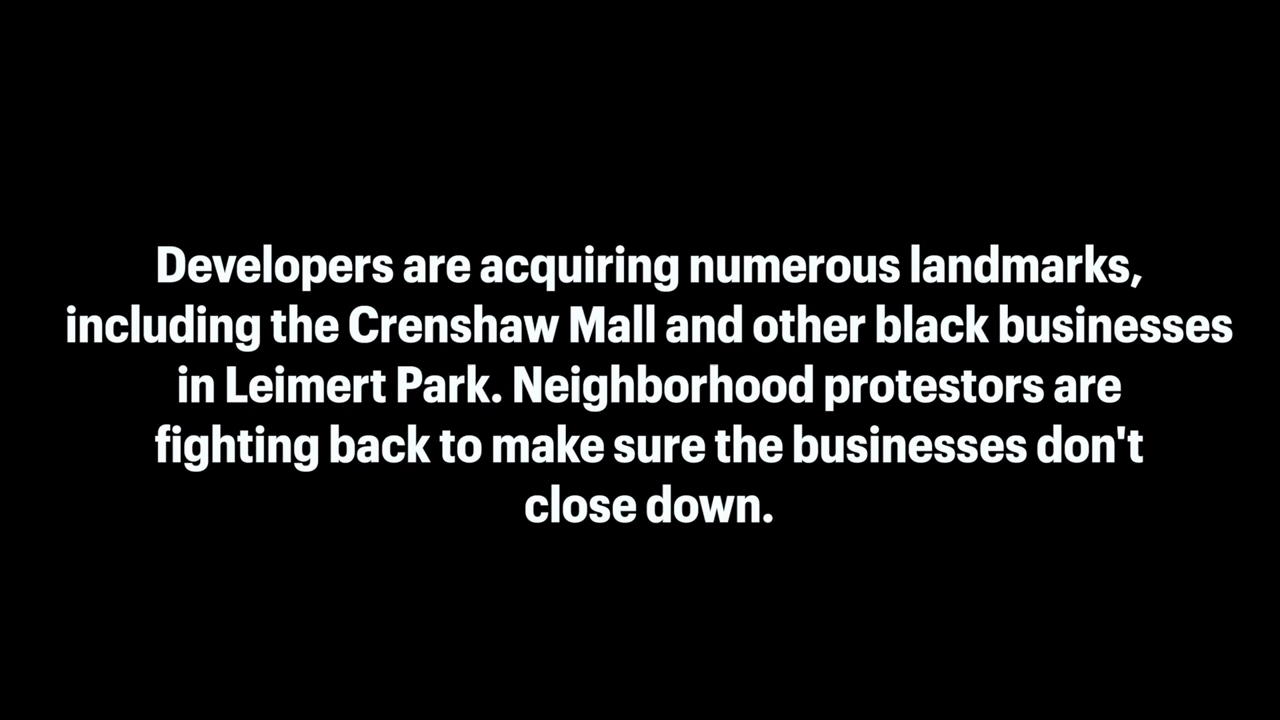 Developers are acquiring numerous landmarks,
including the Crenshaw Mall and other black businesses
in Leimert Park. Neighborhood protestors are
fighting back to make sure the businesses don't
close down.